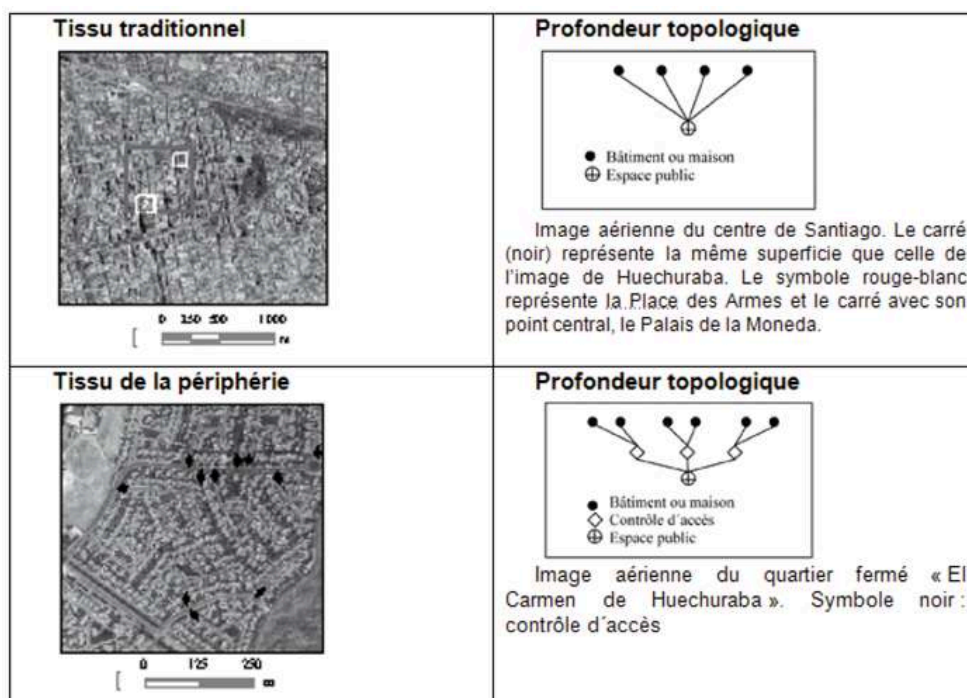 Tissu traditionnel
0 250 500 1 000
m
Profondeur topologique
Bâtiment ou maison
Espace public
Image aérienne du centre de Santiago. Le carré
(noir) représente la même superficie que celle de
l'image de Huechuraba. Le symbole rouge-blanc
représente la Place des Armes et le carré avec son
point central, le Palais de la Moneda.
Tissu de la périphérie
0 125 250
m
Profondeur topologique
Bâtiment ou maison
Contrôle d'accès
Espace public
Image aérienne du quartier fermé « El
Carmen de Huechuraba ». Symbole noir :
contrôle d´accès